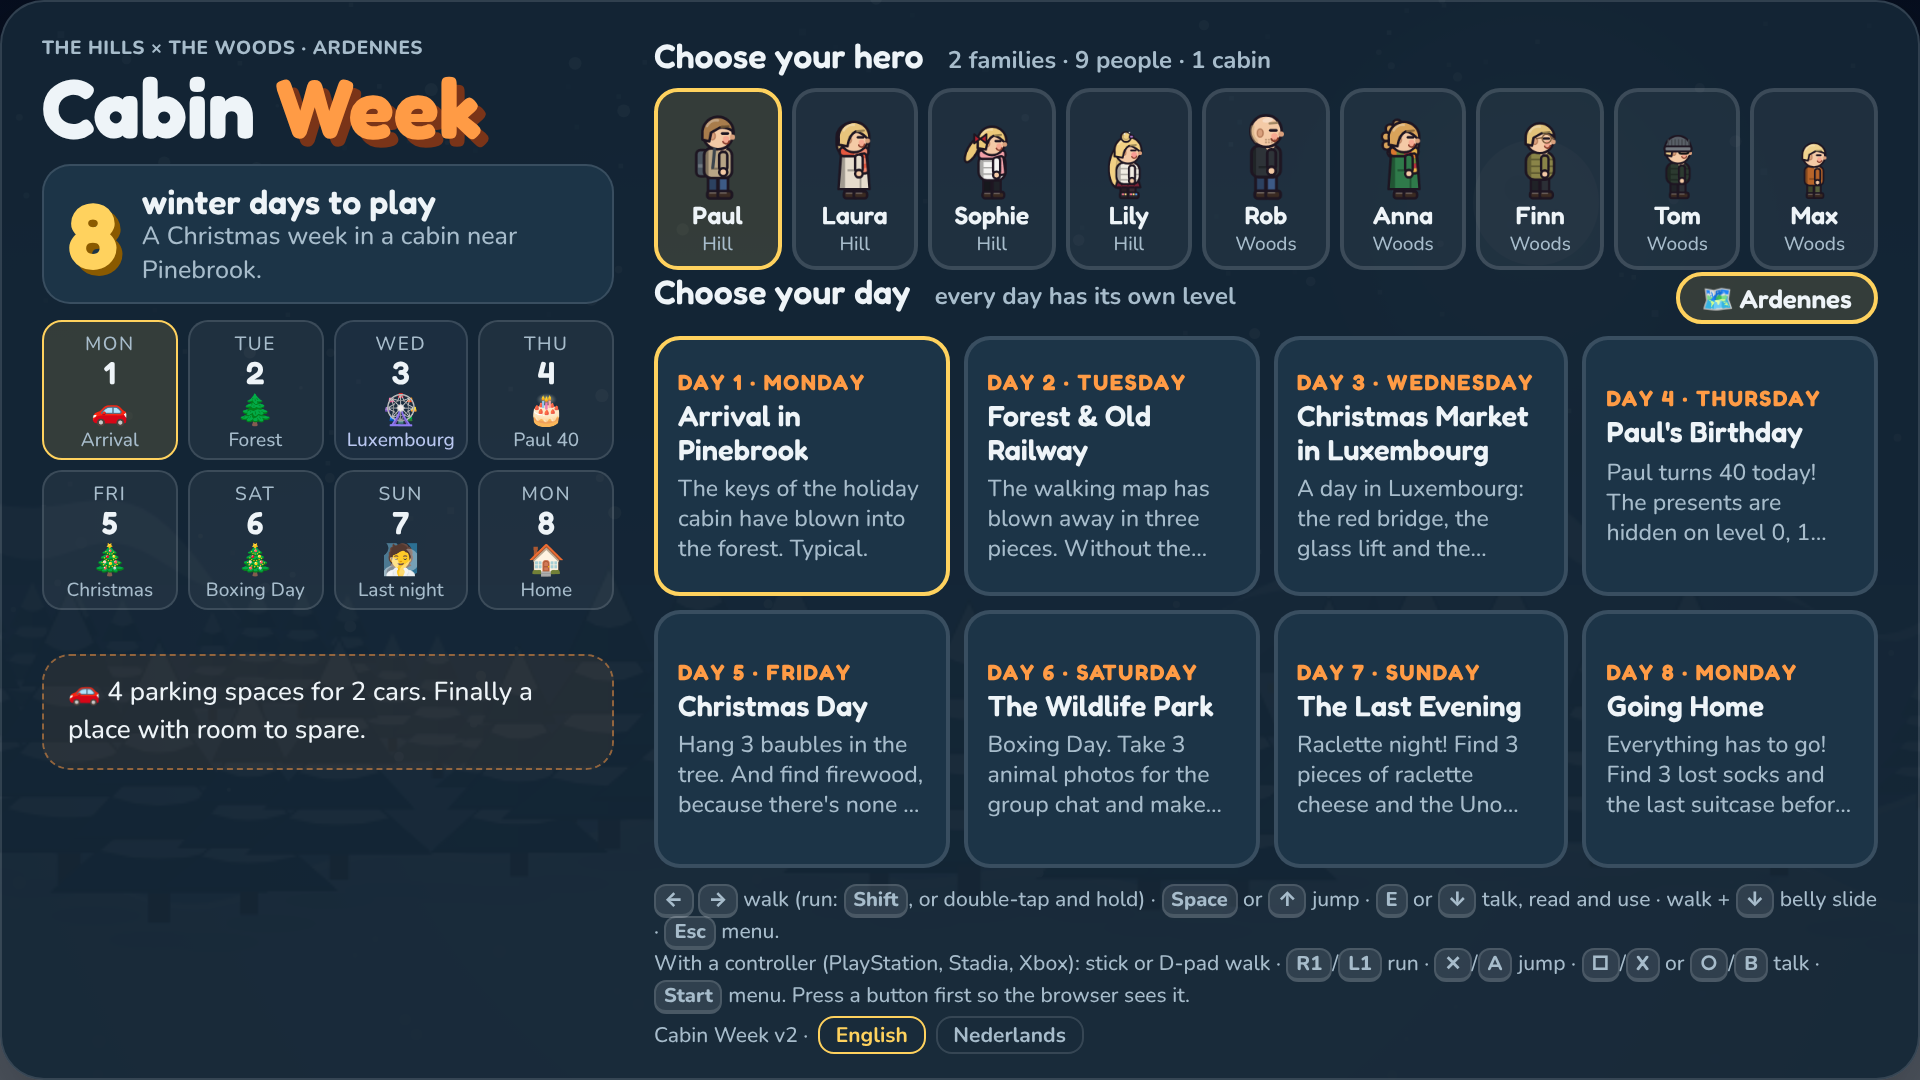 THE HILLS × THE WOODS · ARDENNES
Cabin Week
8
winter days to play
A Christmas week in a cabin near
Pinebrook.
MON
1
Arrival
TUE
2
Forest
WED
3
Luxembourg
THU
4
Paul 40
FRI
5
Christmas
SAT
6
Boxing Day
SUN
7
Last night
MON
8
Home
4 parking spaces for 2 cars. Finally a
place with room to spare.
Choose your hero 2 families · 9 people · 1 cabin
Paul
Hill
Laura
Hill
Sophie
Hill
Lily
Hill
Rob
Woods
Anna
Woods
Finn
Woods
Tom
Woods
Max
Woods
Choose your day every day has its own level
Ardennes
DAY 1 · MONDAY
Arrival in
Pinebrook
The keys of the holiday
cabin have blown into
the forest. Typical.
DAY 2 · TUESDAY
Forest & Old
Railway
The walking map has
blown away in three
pieces. Without the...
DAY 3 · WEDNESDAY
Christmas Market
in Luxembourg
A day in Luxembourg:
the red bridge, the
glass lift and the...
DAY 4 · THURSDAY
Paul's Birthday
Paul turns 40 today!
The presents are
hidden on level 0, 1...
DAY 5 · FRIDAY
Christmas Day
Hang 3 baubles in the
tree. And find firewood,
because there's none ...
DAY 6 · SATURDAY
The Wildlife Park
Boxing Day. Take 3
animal photos for the
group chat and make...
DAY 7 · SUNDAY
The Last Evening
Raclette night! Find 3
pieces of raclette
cheese and the Uno...
DAY 8 · MONDAY
Going Home
Everything has to go!
Find 3 lost socks and
the last suitcase befor...
← → walk (run: Shift, or double-tap and hold) · Space or ↑ jump · E or ↓ talk, read and use · walk + ↓ belly slide
· Esc menu.
With a controller (PlayStation, Stadia, Xbox): stick or D-pad walk · R1/L1 run · ✕/A jump · □/X or ○/B talk ·
Start menu. Press a button first so the browser sees it.
Cabin Week v2 · English Nederlands